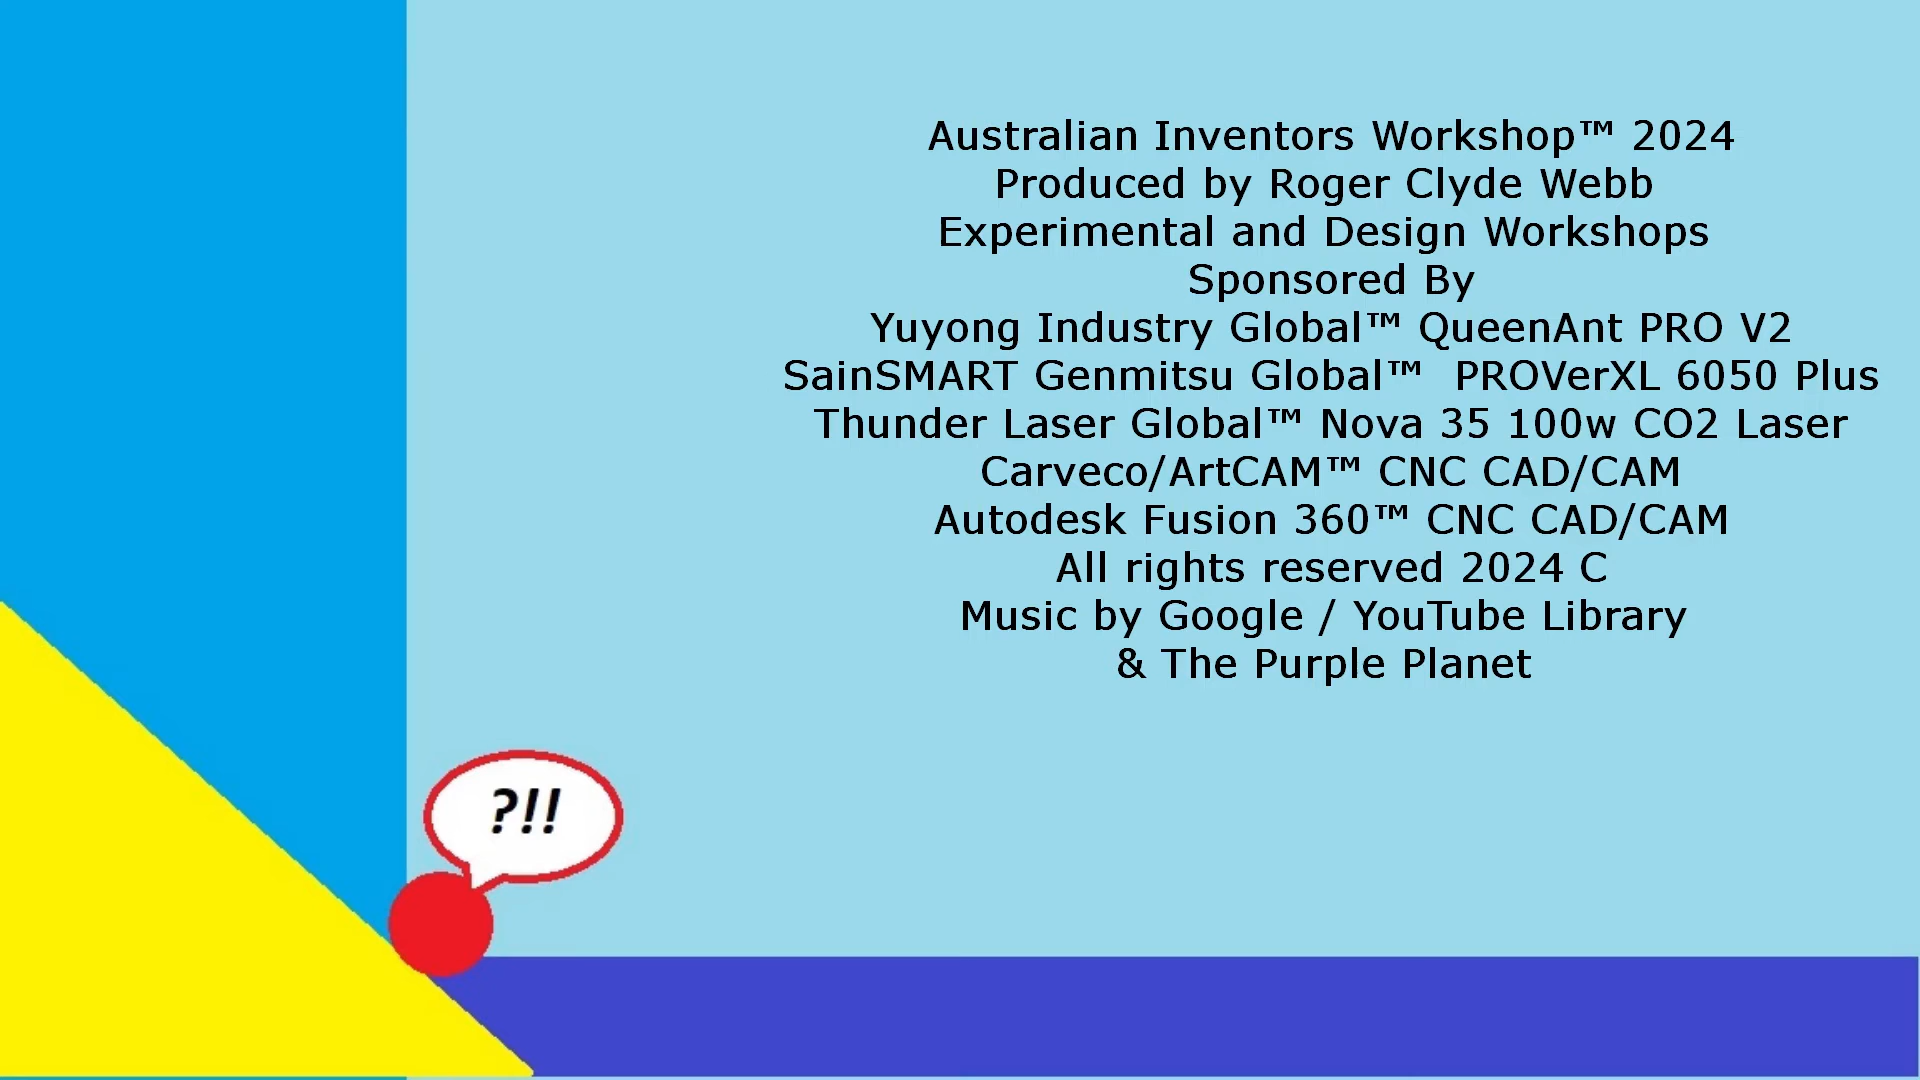 Australian Inventors Workshop™ 2024
Produced by Roger Clyde Webb
Experimental and Design Workshops
Sponsored By
Yuyong Industry Global™ QueenAnt PRO V2
SainSMART Genmitsu Global™  PROVerXL 6050 Plus
Thunder Laser Global™ Nova 35 100w CO2 Laser
Carveco/ArtCAM™ CNC CAD/CAM
Autodesk Fusion 360™ CNC CAD/CAM
All rights reserved 2024 C
Music by Google / YouTube Library
& The Purple Planet
?!!